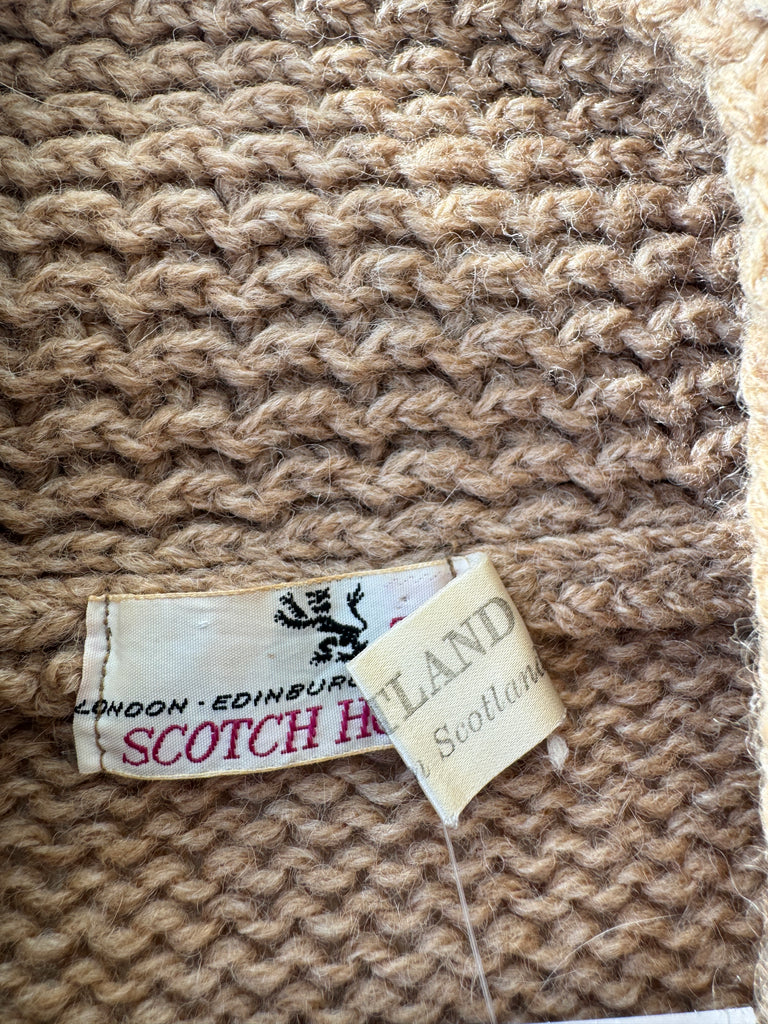 LONDON · EDINBURG
SCOTCH H
TLAND
Scotland